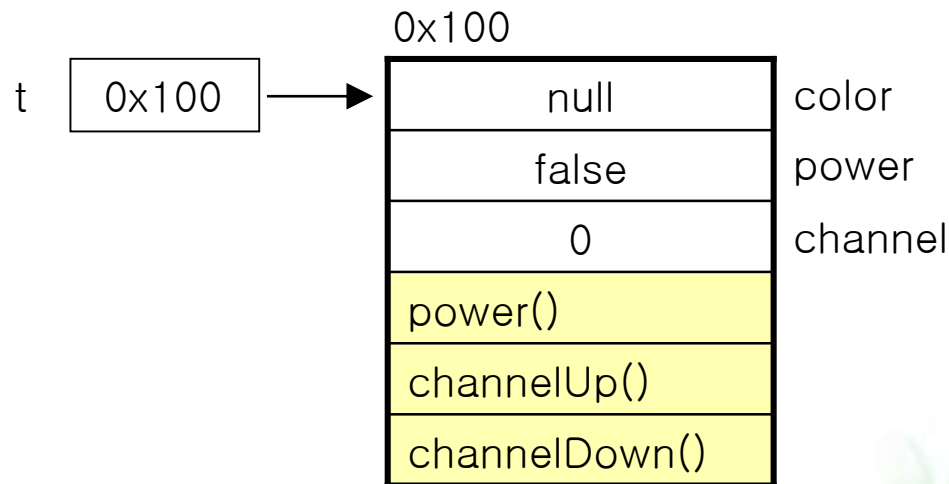 0x100
t 0x100 null color
false power
0 channel
power()
channelUp()
channelDown()